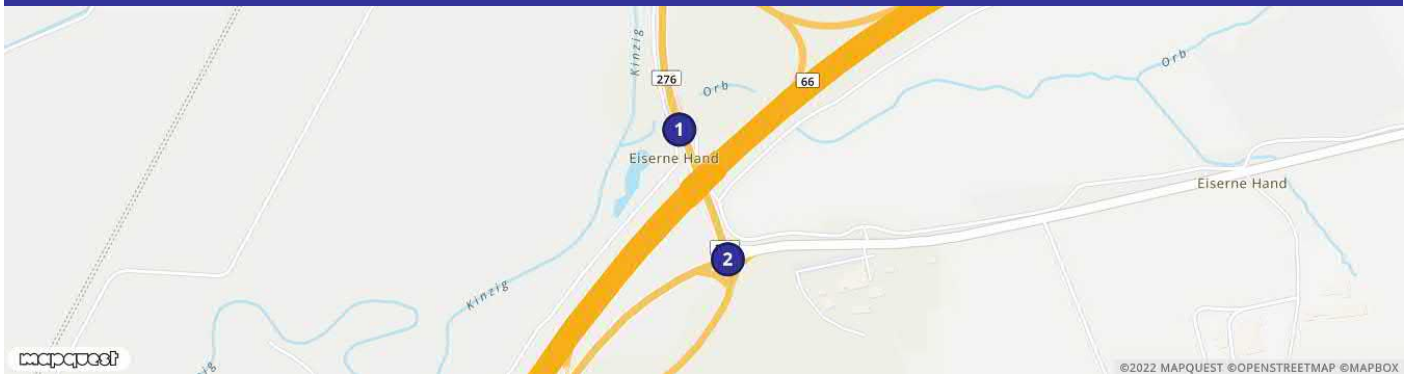 Kinzig
276
Orb
66
Orb
1
Eiserne Hand
Eiserne Hand
2
Kinzig
mapquest
©2022 MAPQUEST ©OPENSTREETMAP ©MAPBOX